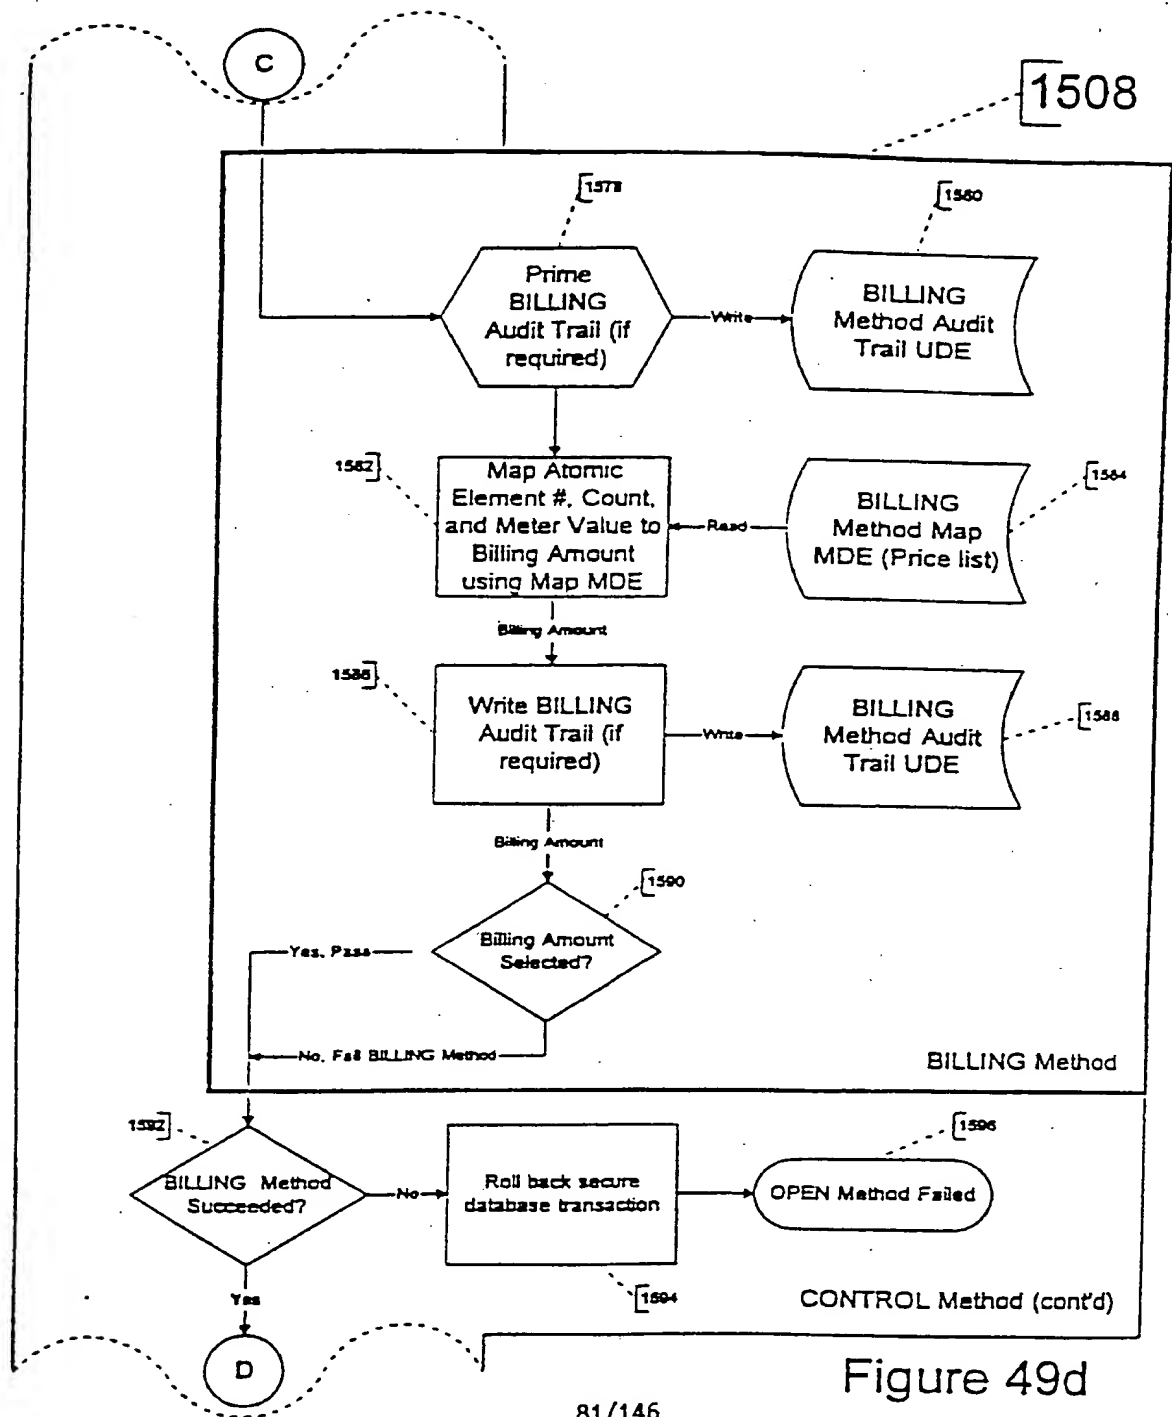 C
1508
1578
1580
Prime
BILLING
Audit Trail (if
required)
Write
BILLING
Method Audit
Trail UDE
1582
Map Atomic
Element #, Count,
and Meter Value to
Billing Amount
using Map MDE
Read
BILLING
Method Map
MDE (Price list)
1584
Billing Amount
1586
Write BILLING
Audit Trail (if
required)
Write
BILLING
Method Audit
Trail UDE
1588
Billing Amount
1590
Billing Amount
Selected?
Yes, Pass
No, Fail BILLING Method
BILLING Method
1592
BILLING Method
Succeeded?
No
Roll back secure
database transaction
1596
OPEN Method Failed
1594
Yes
CONTROL Method (cont'd)
D
Figure 49d
81/146